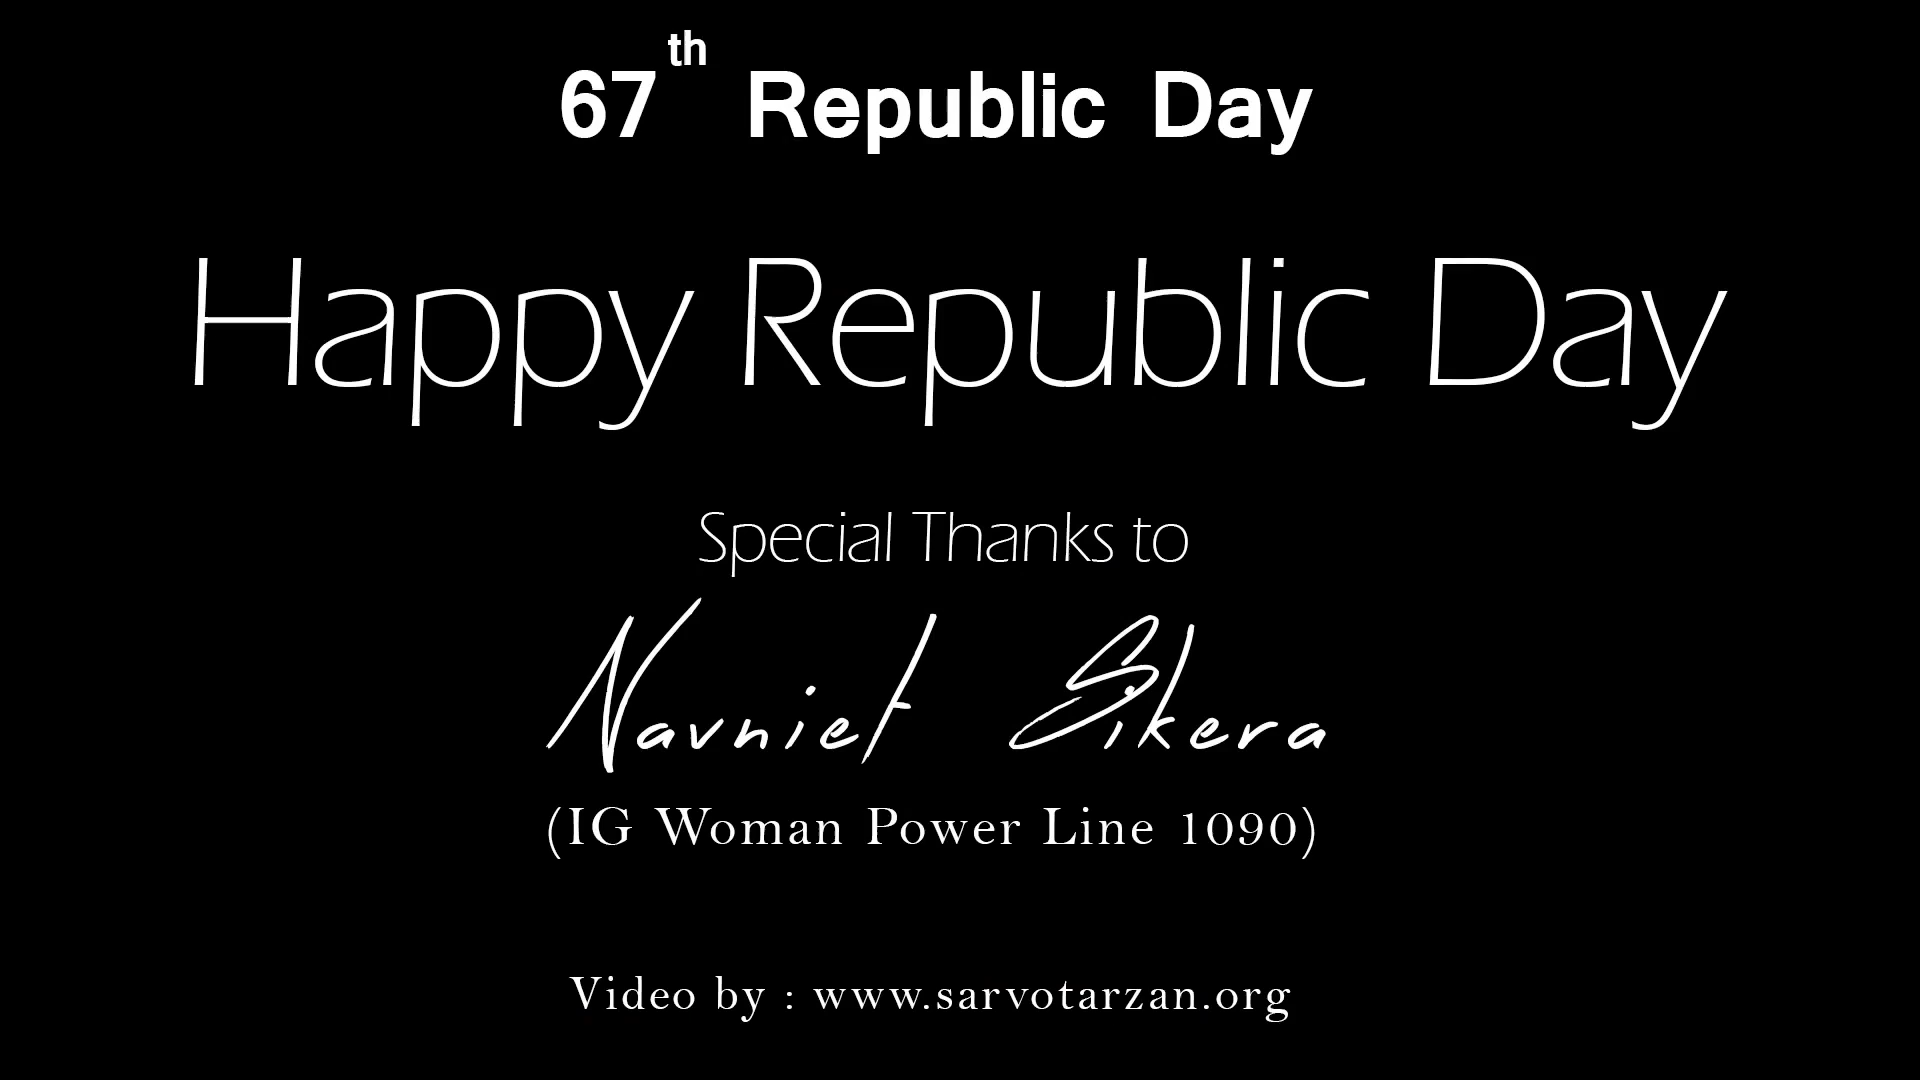 67th Republic Day
Happy Republic Day
Special Thanks to
Navniet Sikera
(IG Woman Power Line 1090)
Video by : www.sarvotarzan.org